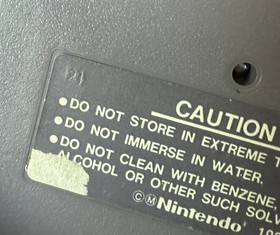 CAUTION
● DO NOT STORE IN EXTREME
● DO NOT IMMERSE IN WATER.
● DO NOT CLEAN WITH BENZENE,
ALCOHOL OR OTHER SUCH
©Ⓜ Nintendo